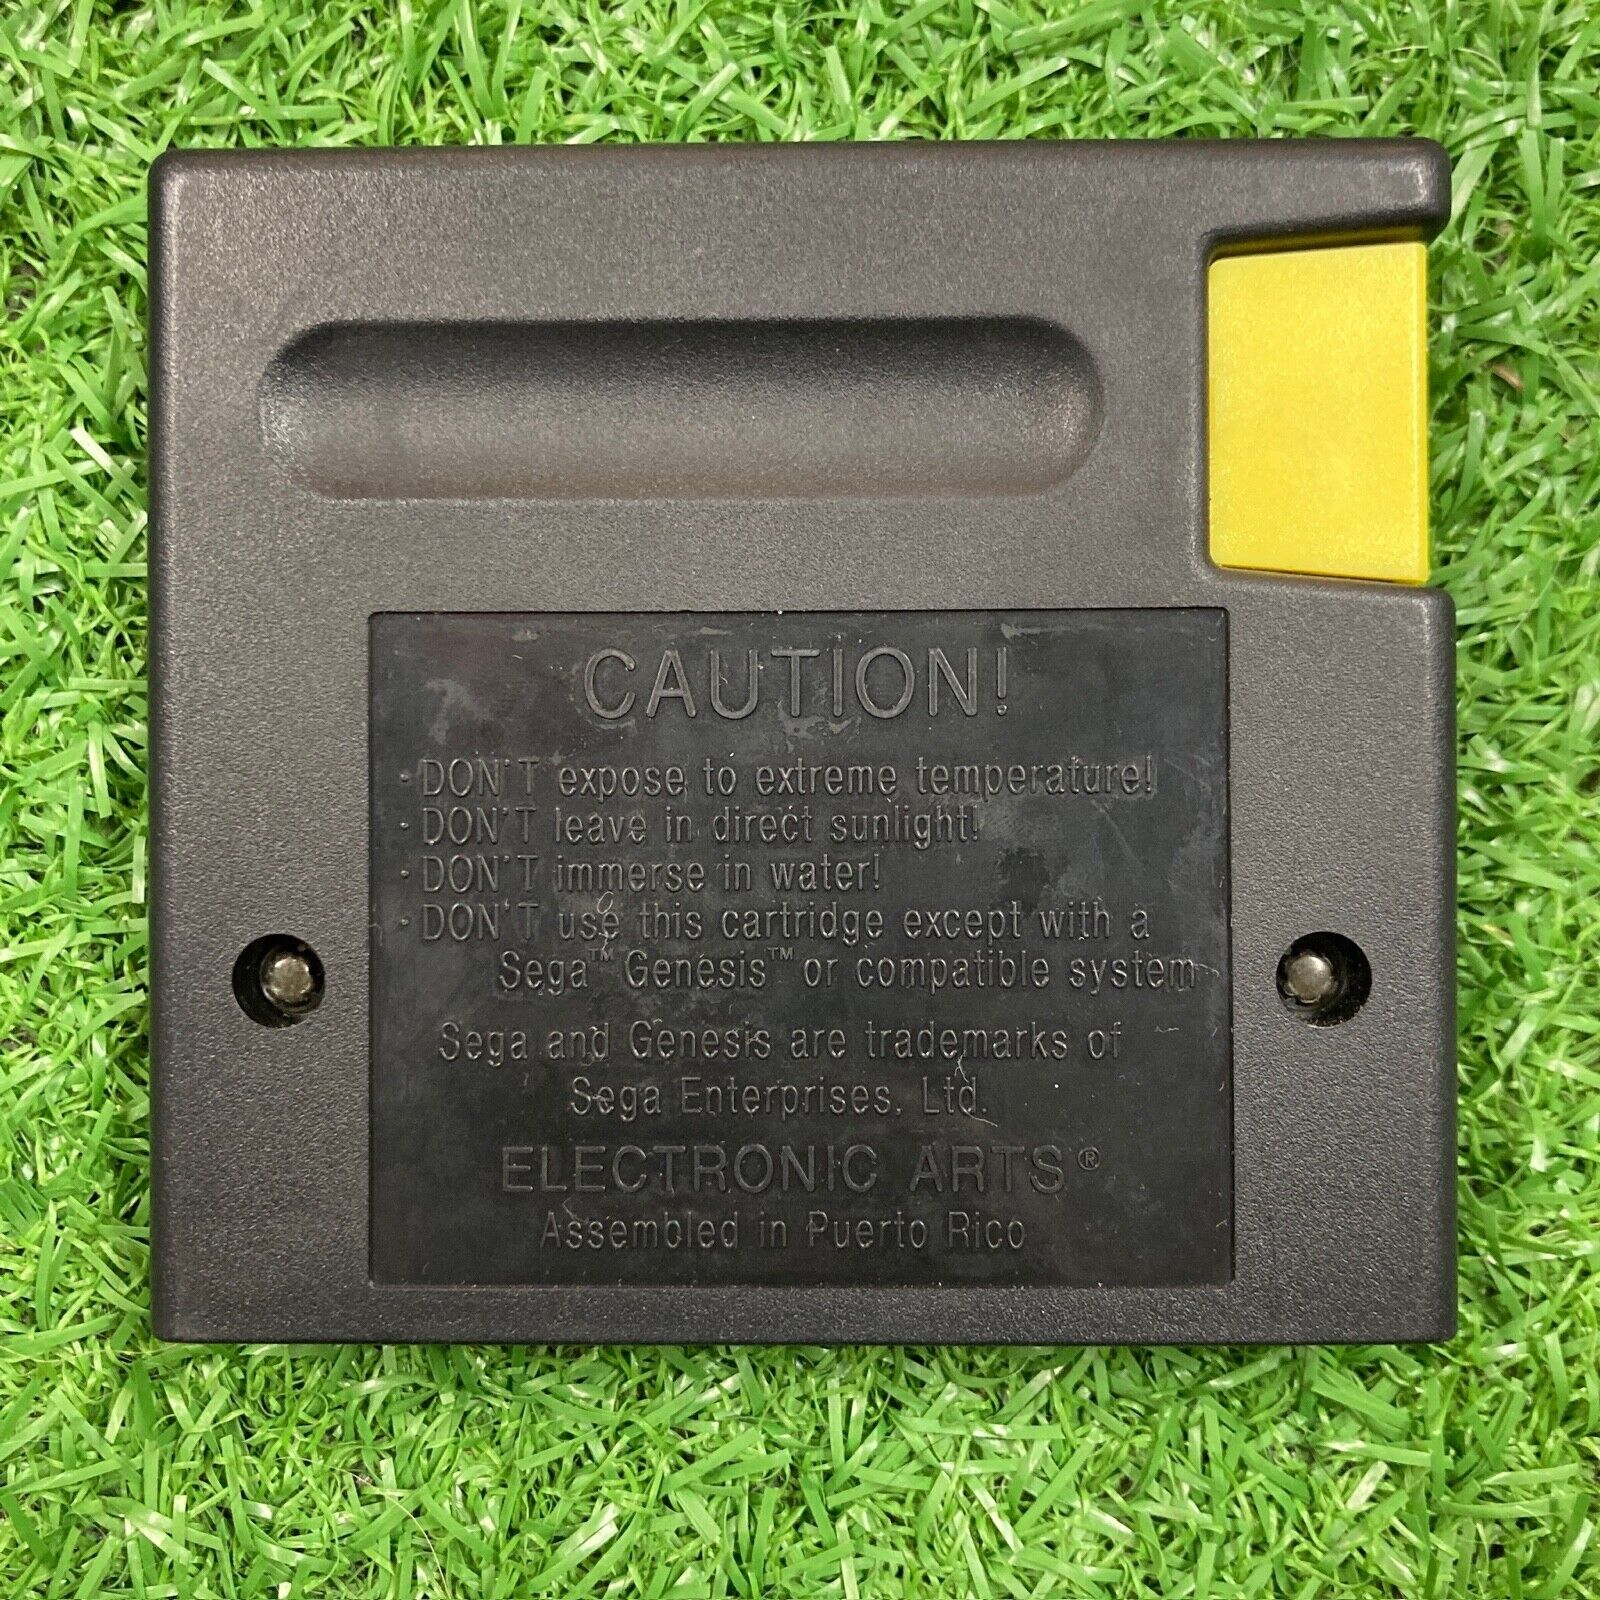 CAUTION!
· DON'T expose to extreme temperature!
· DON'T leave in direct sunlight!
· DON'T immerse in water!
· DON'T use this cartridge except with a
Sega™ Genesis™ or compatible system
Sega and Genesis are trademarks of
Sega Enterprises, Ltd.
ELECTRONIC ARTS®
Assembled in Puerto Rico